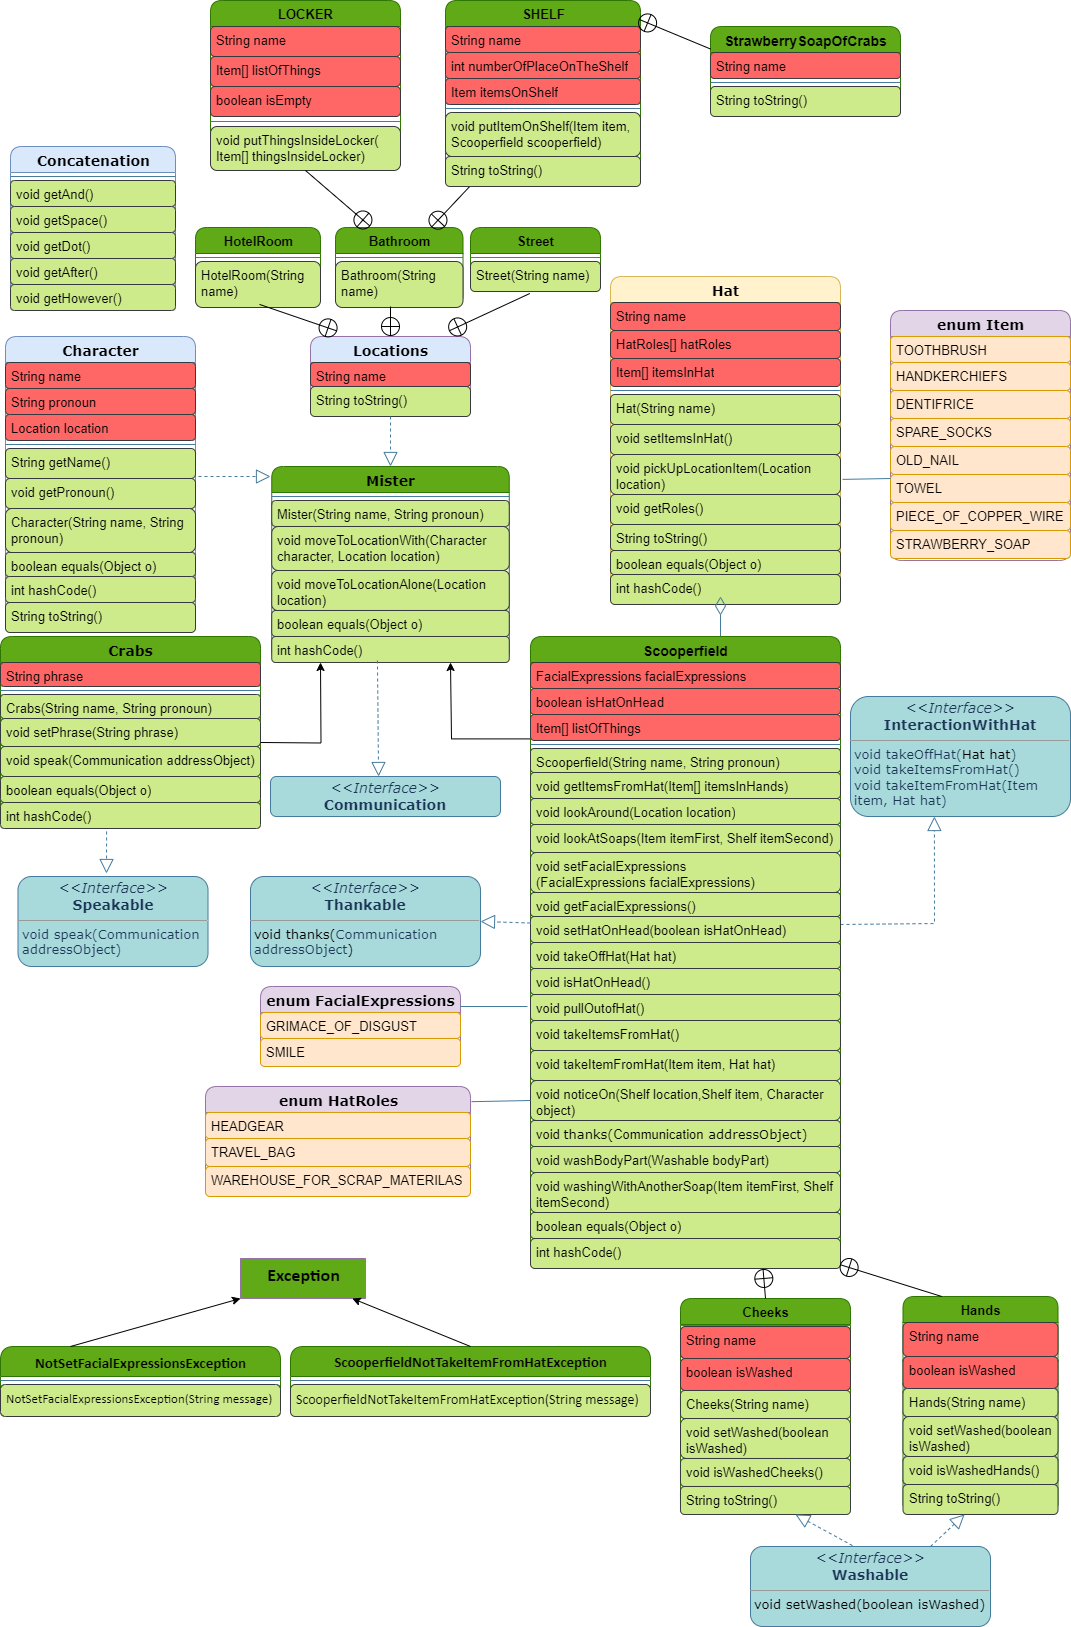 LOCKER
String name
Item[] listOfThings
boolean isEmpty
void putThingsInsideLocker(
Item[] thingsInsideLocker)
SHELF
String name
int numberOfPlaceOnTheShelf
Item itemsOnShelf
void putItemOnShelf(Item item,
Scooperfield scooperfield)
String toString()
StrawberrySoapOfCrabs
String name
String toString()
Concatenation
void getAnd()
void getSpace()
void getDot()
void getAfter()
void getHowever()
HotelRoom
HotelRoom(String
name)
Bathroom
Bathroom(String
name)
Street
Street(String name)
Locations
String name
String toString()
Hat
String name
HatRoles[] hatRoles
Item[] itemsInHat
Hat(String name)
void setItemsInHat()
void pickUpLocationItem(Location
location)
void getRoles()
String toString()
boolean equals(Object o)
int hashCode()
enum Item
TOOTHBRUSH
HANDKERCHIEFS
DENTIFRICE
SPARE_SOCKS
OLD_NAIL
TOWEL
PIECE_OF_COPPER_WIRE
STRAWBERRY_SOAP
Character
String name
String pronoun
Location location
String getName()
void getPronoun()
Character(String name, String
pronoun)
boolean equals(Object o)
int hashCode()
String toString()
Mister
Mister(String name, String pronoun)
void moveToLocationWith(Character
character, Location location)
void moveToLocationAlone(Location
location)
boolean equals(Object o)
int hashCode()
Crabs
String phrase
Crabs(String name, String pronoun)
void setPhrase(String phrase)
void speak(Communication addressObject)
boolean equals(Object o)
int hashCode()
<<Interface>>
Communication
Scooperfield
FacialExpressions facialExpressions
boolean isHatOnHead
Item[] listOfThings
Scooperfield(String name, String pronoun)
void getItemsFromHat(Item[] itemsInHands)
void lookAround(Location location)
void lookAtSoaps(Item itemFirst, Shelf itemSecond)
void setFacialExpressions
(FacialExpressions facialExpressions)
void getFacialExpressions()
void setHatOnHead(boolean isHatOnHead)
void takeOffHat(Hat hat)
void isHatOnHead()
void pullOutofHat()
void takeItemsFromHat()
void takeItemFromHat(Item item, Hat hat)
void noticeOn(Shelf location,Shelf item, Character
object)
void thanks(Communication addressObject)
void washBodyPart(Washable bodyPart)
void washingWithAnotherSoap(Item itemFirst, Shelf
itemSecond)
boolean equals(Object o)
int hashCode()
<<Interface>>
InteractionWithHat
void takeOffHat(Hat hat)
void takeItemsFromHat()
void takeItemFromHat(Item
item, Hat hat)
<<Interface>>
Speakable
void speak(Communication
addressObject)
<<Interface>>
Thankable
void thanks(Communication
addressObject)
enum FacialExpressions
GRIMACE_OF_DISGUST
SMILE
enum HatRoles
HEADGEAR
TRAVEL_BAG
WAREHOUSE_FOR_SCRAP_MATERILAS
Exception
NotSetFacialExpressionsException
NotSetFacialExpressionsException(String message)
ScooperfieldNotTakeItemFromHatException
ScooperfieldNotTakeItemFromHatException(String message)
Cheeks
String name
boolean isWashed
Cheeks(String name)
void setWashed(boolean
isWashed)
void isWashedCheeks()
String toString()
Hands
String name
boolean isWashed
Hands(String name)
void setWashed(boolean
isWashed)
void isWashedHands()
String toString()
<<Interface>>
Washable
void setWashed(boolean isWashed)